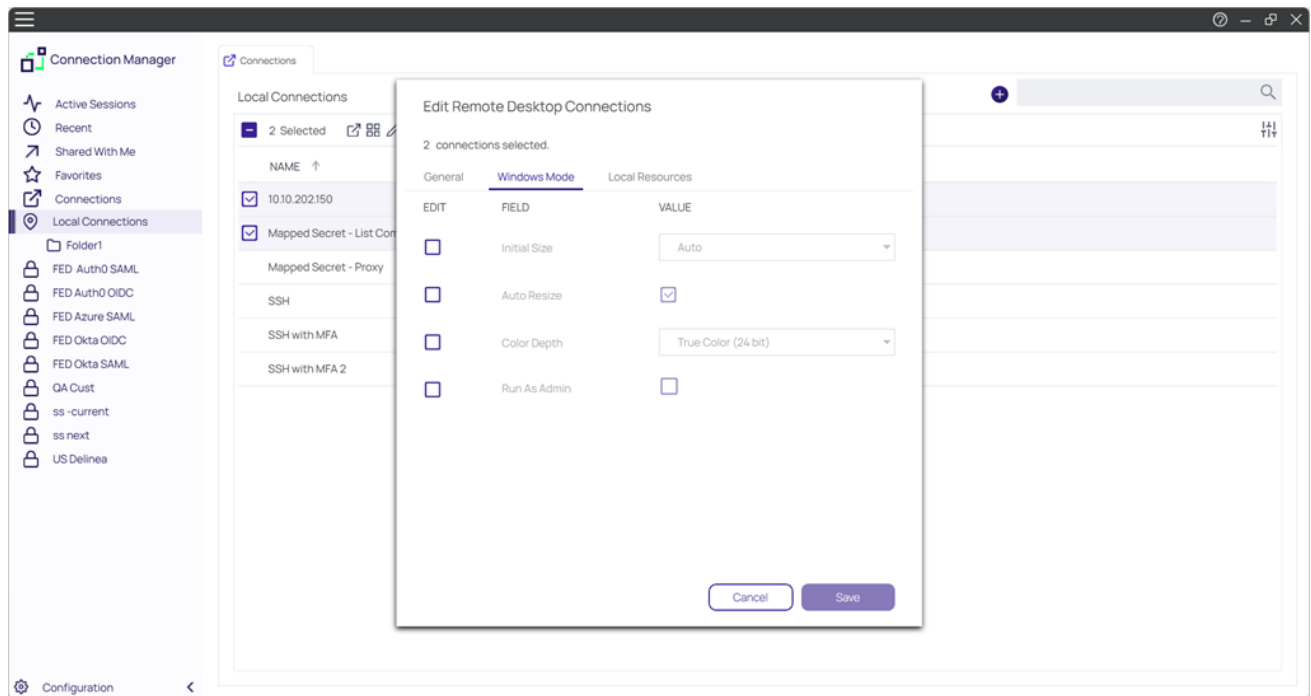 Connection Manager
Active Sessions
Recent
Shared With Me
Favorites
Connections
Local Connections
Folder1
FED Auth0 SAML
FED Auth0 OIDC
FED Azure SAML
FED Okta OIDC
FED Okta SAML
QA Cust
ss -current
ss next
US Delinea
Configuration
Connections
Local Connections
2 Selected
NAME
10.10.202.150
Mapped Secret - List Com
Mapped Secret - Proxy
SSH
SSH with MFA
SSH with MFA 2
Edit Remote Desktop Connections
2 connections selected.
General Windows Mode Local Resources
EDIT FIELD VALUE
Initial Size Auto
Auto Resize
Color Depth True Color (24 bit)
Run As Admin
Cancel Save